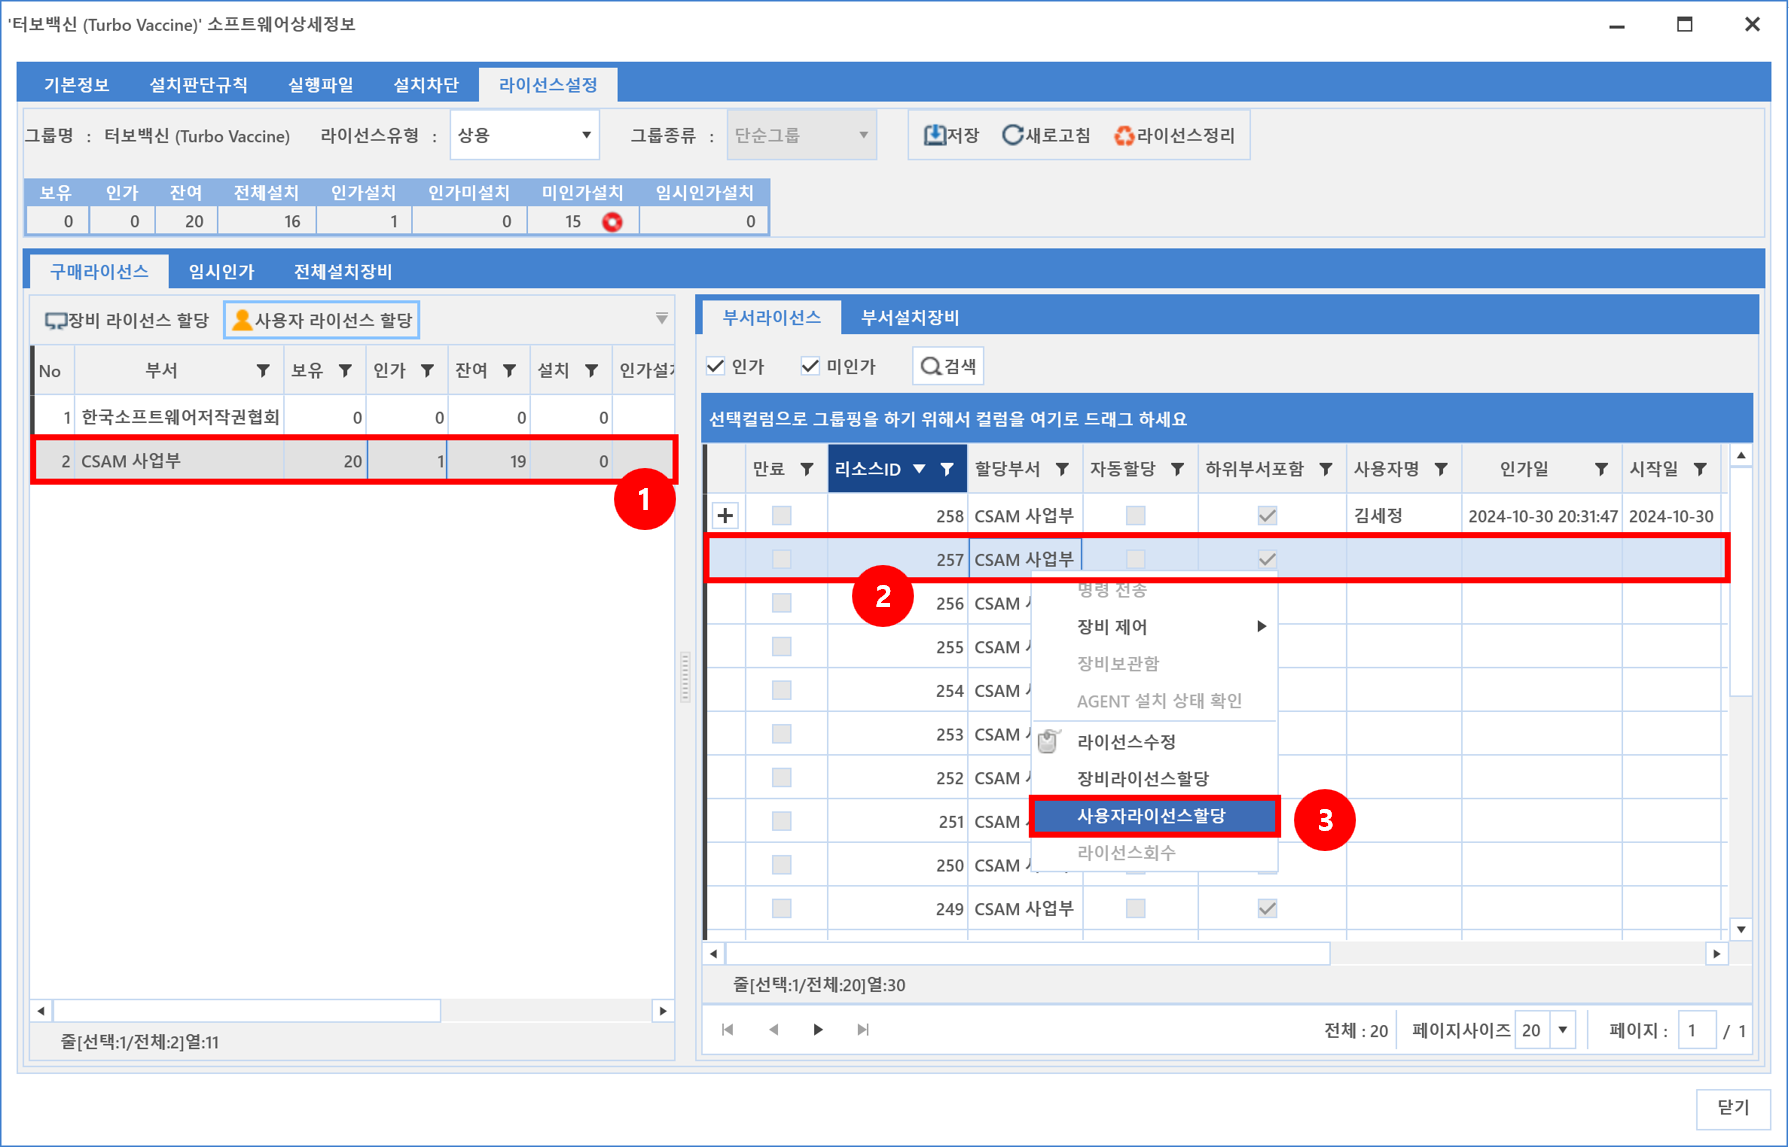 '터보백신 (Turbo Vaccine)' 소프트웨어상세정보
기본정보 설치판단규칙 실행파일 설치차단 라이선스설정
그룹명 : 터보백신 (Turbo Vaccine) 라이선스유형 : 상용 그룹종류 : 단순그룹 저장 새로고침 라이선스정리
보유 인가 잔여 전체설치 인가설치 인가미설치 미인가설치 임시인가설치
0 0 20 16 1 0 15 0
구매라이선스 임시인가 전체설치장비
장비 라이선스 할당 사용자 라이선스 할당
No 부서 보유 인가 잔여 설치 인가설치
1 한국소프트웨어저작권협회 0 0 0 0
2 CSAM 사업부 20 1 19 0
1
줄[선택:1/전체:2]열:11
부서라이선스 부서설치장비
인가 미인가 검색
선택컬럼으로 그룹핑을 하기 위해서 컬럼을 여기로 드래그 하세요
만료 리소스ID 할당부서 자동할당 하위부서포함 사용자명 인가일 시작일
258 CSAM 사업부 김세정 2024-10-30 20:31:47 2024-10-30
257 CSAM 사업부
2
256 CSAM
255 CSAM
254 CSAM
253 CSAM
252 CSAM
251 CSAM
250 CSAM
249 CSAM 사업부
명령 전송
장비 제어
장비보관함
AGENT 설치 상태 확인
라이선스수정
장비라이선스할당
사용자라이선스할당
3
라이선스회수
줄[선택:1/전체:20]열:30
전체 : 20 페이지사이즈 20 페이지 : 1 / 1
닫기